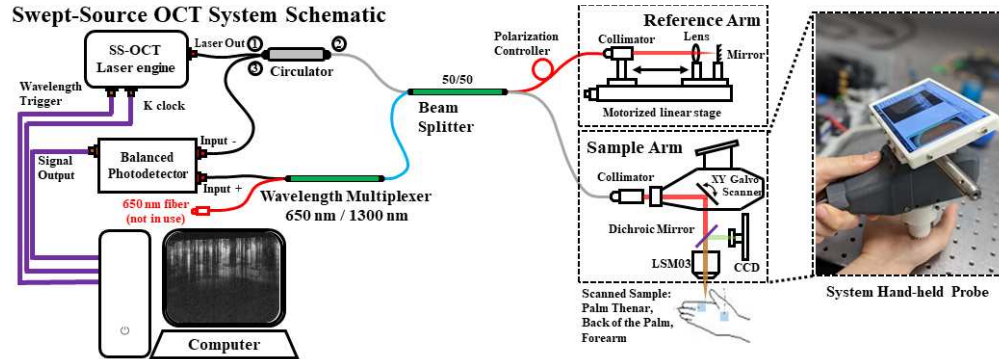 Swept-Source OCT System Schematic
SS-OCT
Laser engine
Laser Out
①
②
③
Circulator
Wavelength
Trigger
K clock
Signal
Output
Balanced
Photodetector
Input -
Input +
650 nm fiber
(not in use)
Wavelength Multiplexer
650 nm / 1300 nm
50/50
Beam
Splitter
Polarization
Controller
Computer
Reference Arm
Collimator
Lens
Mirror
Motorized linear stage
Sample Arm
Collimator
XY Galvo
Scanner
Dichroic Mirror
LSM03
CCD
Scanned Sample:
Palm Thenar,
Back of the Palm,
Forearm
System Hand-held Probe